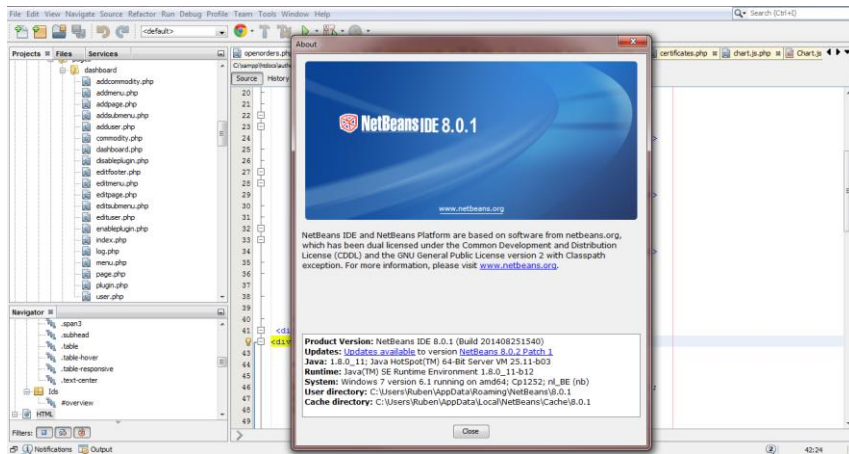 File Edit View Navigate Source Refactor Run Debug Profile Team Tools Window Help
Search (Ctrl+I)
<default>
Projects Files Services
dashboard
addcommodity.php
addmenu.php
addpage.php
addsubmenu.php
adduser.php
commodity.php
dashboard.php
disableplugin.php
editfooter.php
editmenu.php
editpage.php
editsubmenu.php
edituser.php
enableplugin.php
index.php
log.php
menu.php
page.php
plugin.php
user.php
Navigator
.span3
.subhead
.table
.table-hover
.table-responsive
.text-center
Ids
#overview
HTML
Filters:
Notifications Output
Source History
20
21
22
23
24
25
26
27
28
29
30
31
32
33
34
35
36
37
38
39
40
41 <di
<div
43
44
45
46
47
48
49
certificates.php chart.js.php Chart.js
About
NetBeans IDE 8.0.1
www.netbeans.org
NetBeans IDE and NetBeans Platform are based on software from netbeans.org,
which has been dual licensed under the Common Development and Distribution
License (CDDL) and the GNU General Public License version 2 with Classpath
exception. For more information, please visit www.netbeans.org.
Product Version: NetBeans IDE 8.0.1 (Build 201408251540)
Updates: Updates available to version NetBeans 8.0.2 Patch 1
Java: 1.8.0_11; Java HotSpot(TM) 64-Bit Server VM 25.11-b03
Runtime: Java(TM) SE Runtime Environment 1.8.0_11-b12
System: Windows 7 version 6.1 running on amd64; Cp1252; nl_BE (nb)
User directory: C:\Users\Ruben\AppData\Roaming\NetBeans\8.0.1
Cache directory: C:\Users\Ruben\AppData\Local\NetBeans\Cache\8.0.1
Close
2
42:24